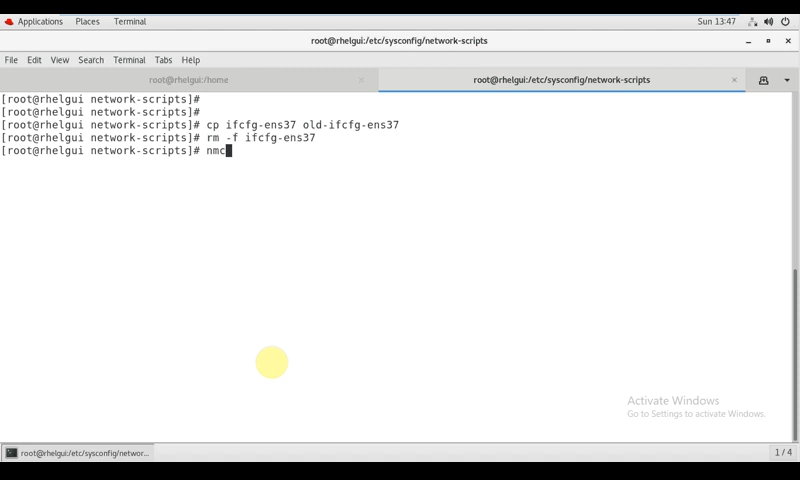 Applications Places Terminal Sun 13:47
root@rhelgui:/etc/sysconfig/network-scripts
File Edit View Search Terminal Tabs Help
root@rhelgui:/home root@rhelgui:/etc/sysconfig/network-scripts
[root@rhelgui network-scripts]#
[root@rhelgui network-scripts]#
[root@rhelgui network-scripts]# cp ifcfg-ens37 old-ifcfg-ens37
[root@rhelgui network-scripts]# rm -f ifcfg-ens37
[root@rhelgui network-scripts]# nmc
Activate Windows
Go to Settings to activate Windows.
root@rhelgui:/etc/sysconfig/networ... 1 / 4